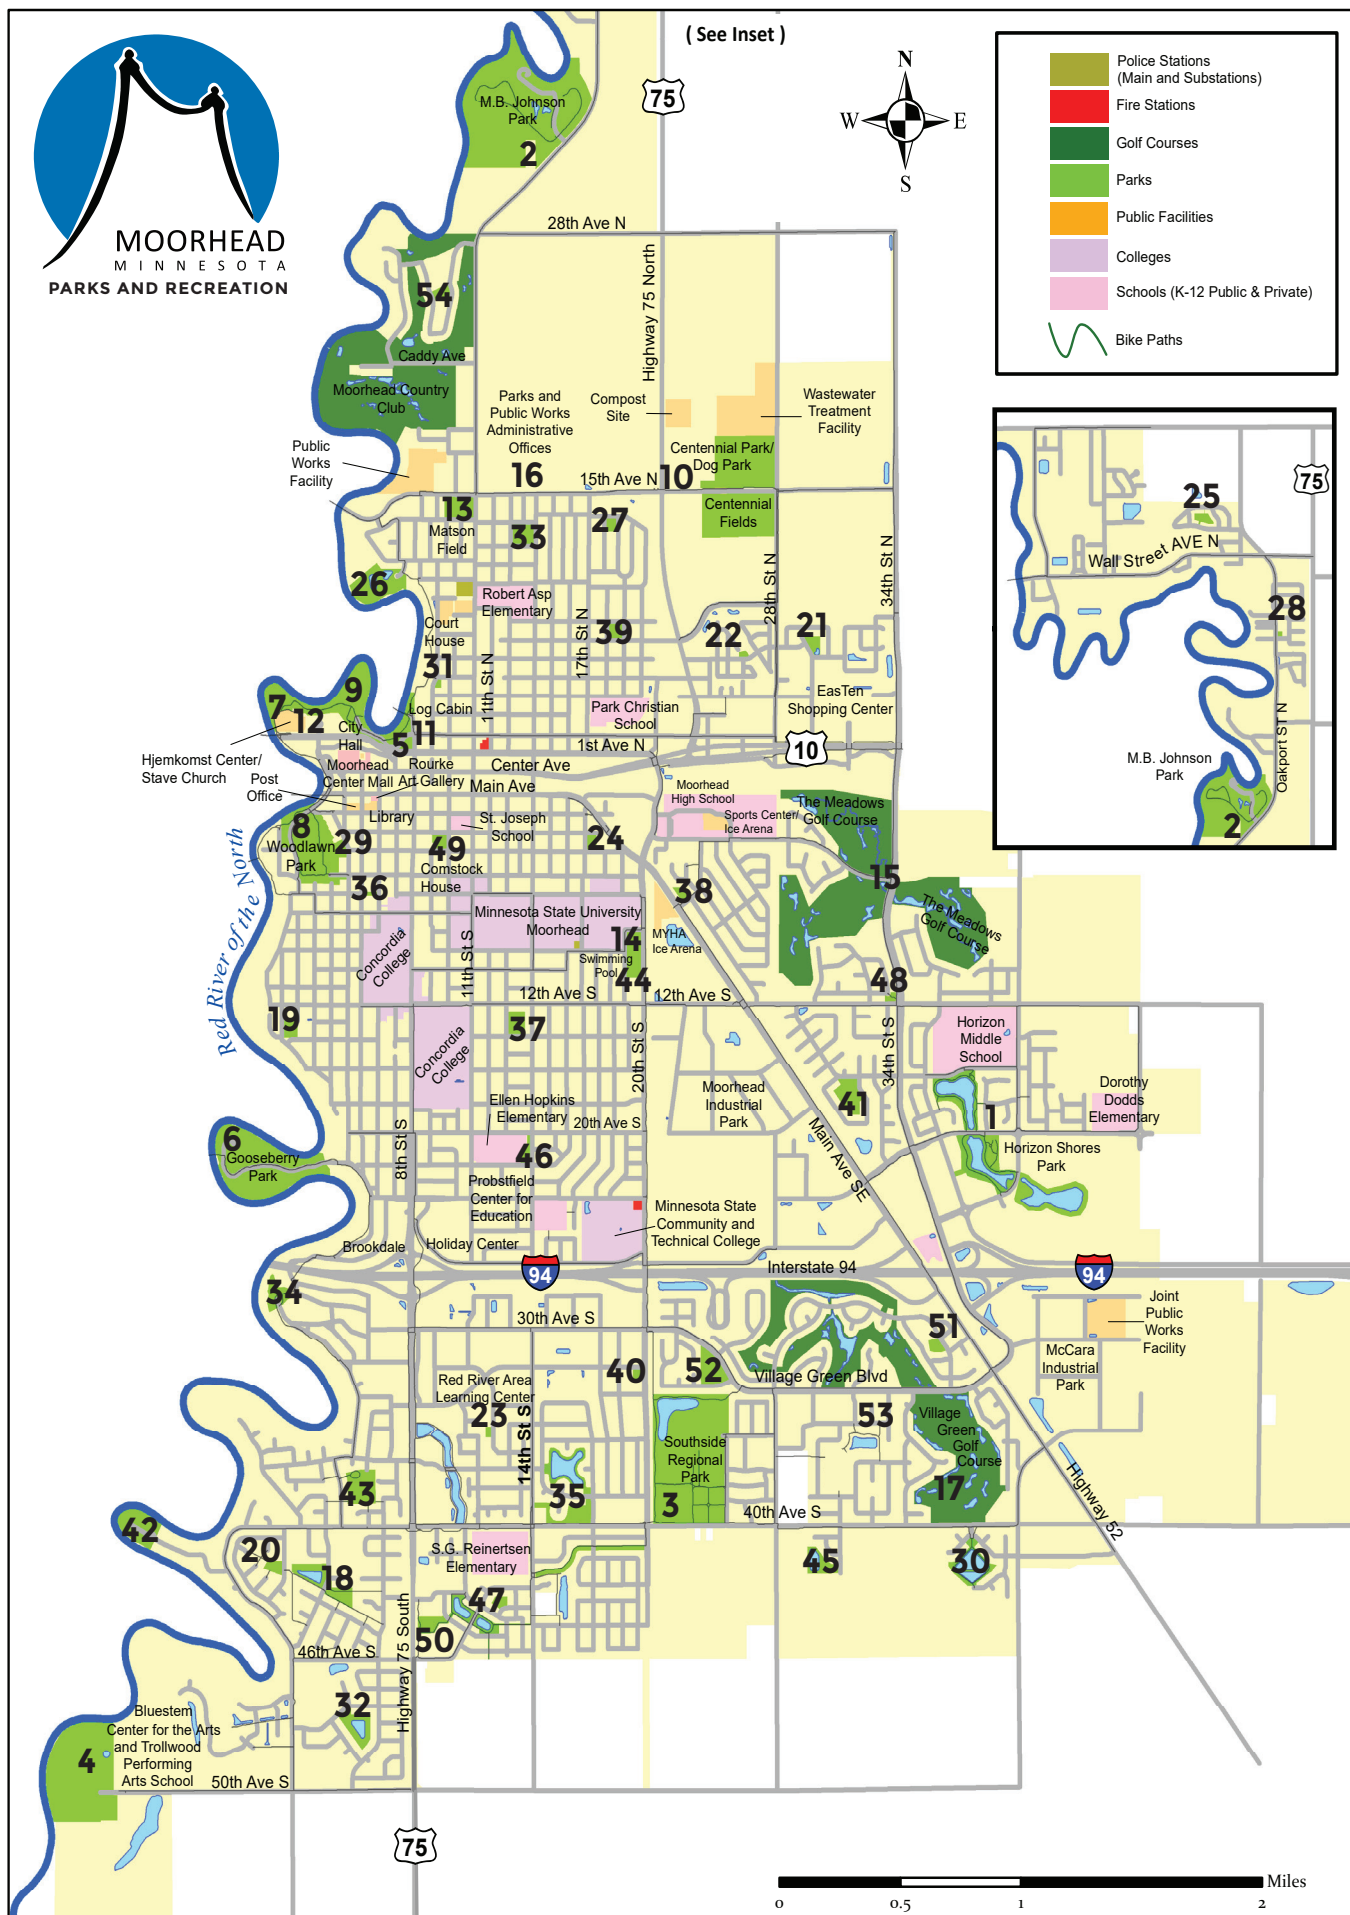 ( See Inset )
MOORHEAD
MINNESOTA
PARKS AND RECREATION
75
N
W
E
S
Police Stations
(Main and Substations)
Fire Stations
Golf Courses
Parks
Public Facilities
Colleges
Schools (K-12 Public & Private)
Bike Paths
M.B. Johnson
Park
2
28th Ave N
54
Highway 75 North
Caddy Ave
Moorhead Country
Club
Parks and
Public Works
Administrative
Offices
16
Compost
Site
Wastewater
Treatment
Facility
Public
Works
Facility
Centennial Park/
Dog Park
15th Ave N
10
Centennial
Fields
13
Matson
Field
33
27
28th St N
34th St N
26
Robert Asp
Elementary
Court
House
31
11th St N
17th St N
39
22
21
EasTen
Shopping Center
Park Christian
School
Log Cabin
7
9
12
City
Hall
5
11
1st Ave N
10
Hjemkomst Center/
Stave Church
Moorhead
Center Mall
Rourke
Art Gallery
Center Ave
Main Ave
Post
Office
Library
Moorhead
High School
Sports Center/
Ice Arena
The Meadows
Golf Course
8
29
Woodlawn
Park
49
St. Joseph
School
24
Comstock
House
36
38
15
The Meadows
Golf Course
Red River of the North
Minnesota State University
Moorhead
14
MYHA
Ice Arena
Concordia
College
11th St S
Swimming
Pool
44
12th Ave S
12th Ave S
48
19
37
Concordia
College
20th St S
34th St S
Horizon
Middle
School
Moorhead
Industrial
Park
41
1
Dorothy
Dodds
Elementary
Ellen Hopkins
Elementary
20th Ave S
46
Main Ave SE
Horizon Shores
Park
6
Gooseberry
Park
8th St S
Probstfield
Center for
Education
Minnesota State
Community and
Technical College
Brookdale
Holiday Center
94
Interstate 94
94
34
30th Ave S
51
Joint
Public
Works
Facility
McCara
Industrial
Park
40
52
Village Green Blvd
Red River Area
Learning Center
23
14th St S
53
Village
Green
Golf
Course
17
Southside
Regional
Park
3
35
43
40th Ave S
Highway 52
42
20
18
S.G. Reinertsen
Elementary
45
30
47
50
46th Ave S
Highway 75 South
32
Bluestem
Center for the Arts
and Trollwood
Performing
Arts School
4
50th Ave S
75
75
25
Wall Street AVE N
28
Oakport ST N
M.B. Johnson
Park
2
Miles
0
0.5
1
2